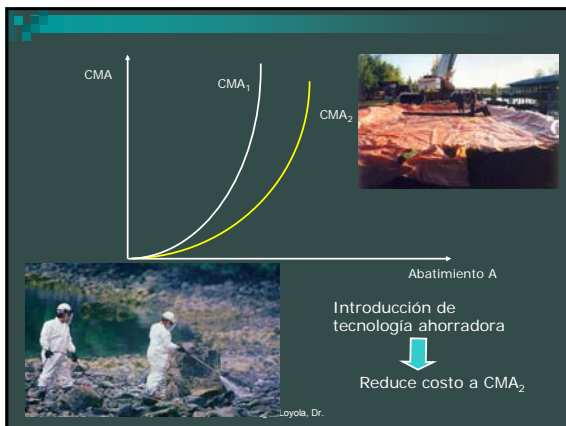 CMA
CMA₁
CMA₂
Abatimiento A
Introducción de
tecnología ahorradora
Reduce costo a CMA₂
Loyola, Dr.